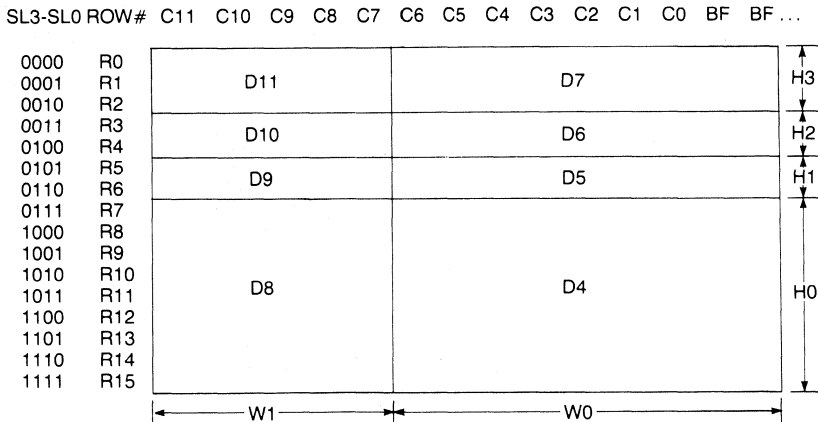 SL3-SL0 ROW# C11 C10 C9 C8 C7 C6 C5 C4 C3 C2 C1 C0 BF BF ...
0000 R0
0001 R1 D11 D7 H3
0010 R2
0011 R3 D10 D6 H2
0100 R4
0101 R5 D9 D5 H1
0110 R6
0111 R7
1000 R8
1001 R9
1010 R10
1011 R11 D8 D4 H0
1100 R12
1101 R13
1110 R14
1111 R15
W1 W0